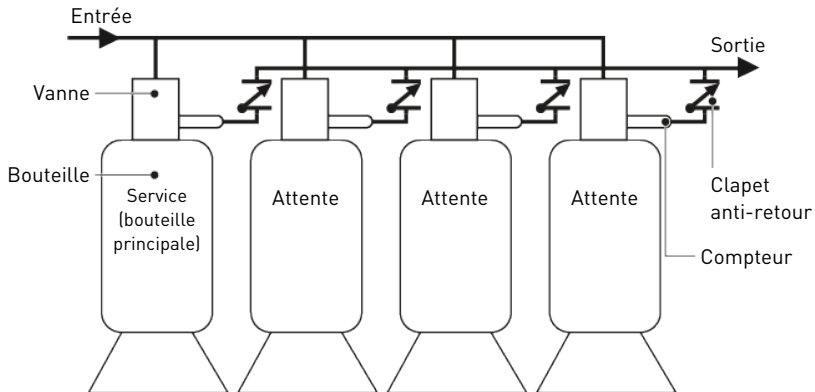 Entrée
Sortie
Vanne
Bouteille
Service
(bouteille
principale)
Attente
Attente
Attente
Clapet
anti-retour
Compteur